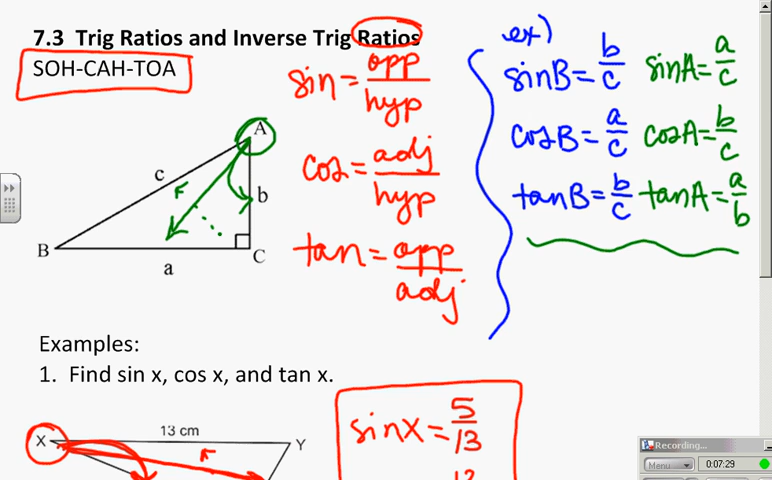 7.3 Trig Ratios and Inverse Trig Ratios
SOH-CAH-TOA
sin = opp/hyp
cos = adj/hyp
tan = opp/adj
ex)
sinB = b/c sinA = a/c
cosB = a/c cosA = b/c
tanB = b/c tanA = a/b
A
c
b
B
C
a
Examples:
1. Find sin x, cos x, and tan x.
X
13 cm
Y
sinX = 5/13
12
Recording...
Menu
0:07:29